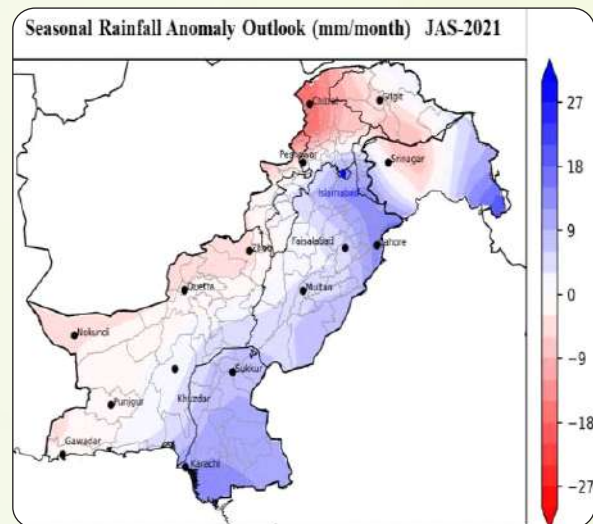 Seasonal Rainfall Anomaly Outlook (mm/month) JAS-2021
27
18
9
0
-9
-18
-27
Chitral
Gilgit
Peshawar
Srinagar
Islamabad
Zhob
Faisalabad
Lahore
Quetta
Multan
Nokundi
Sukkur
Khuzdar
Punjgur
Gawadar
Karachi